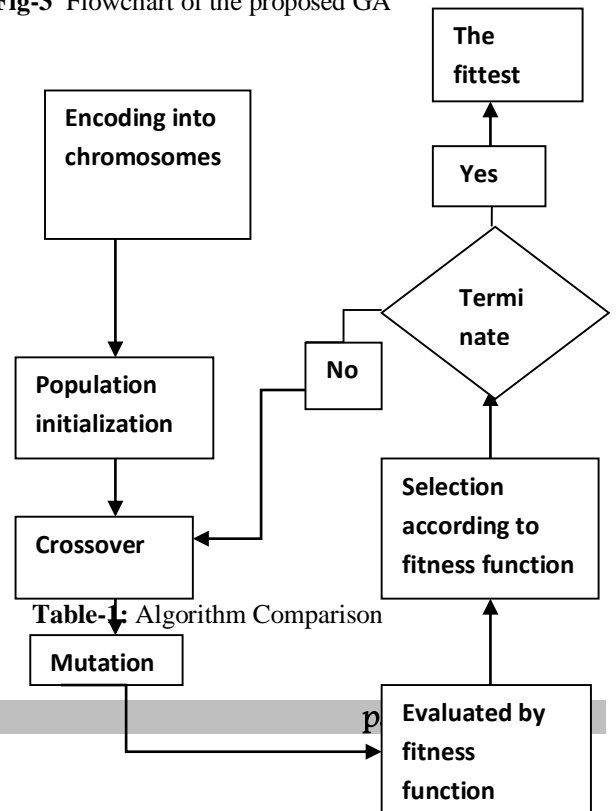 Fig-3 Flowchart of the proposed GA
The
fittest
Encoding into
chromosomes
Yes
Termi
nate
No
Population
initialization
Selection
according to
fitness function
Crossover
Table-1: Algorithm Comparison
Mutation
Evaluated by
fitness
function